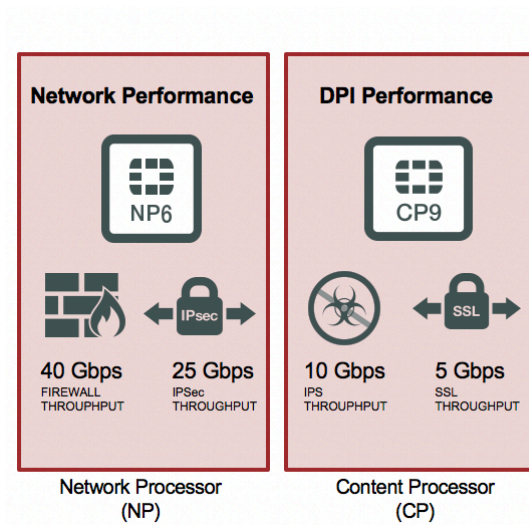 Network Performance
NP6
IPsec
40 Gbps
FIREWALL
THROUPHPUT
25 Gbps
IPSec
THROUGHPUT
Network Processor
(NP)
DPI Performance
CP9
SSL
10 Gbps
IPS
THROUPHPUT
5 Gbps
SSL
THROUGHPUT
Content Processor
(CP)